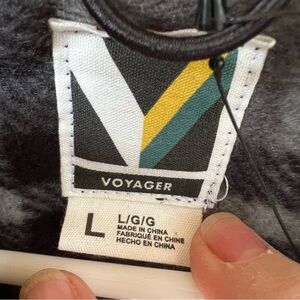 VOYAGER
L
L/G/G
MADE IN CHINA
FABRIQUÉ EN CHINE
HECHO EN CHINA